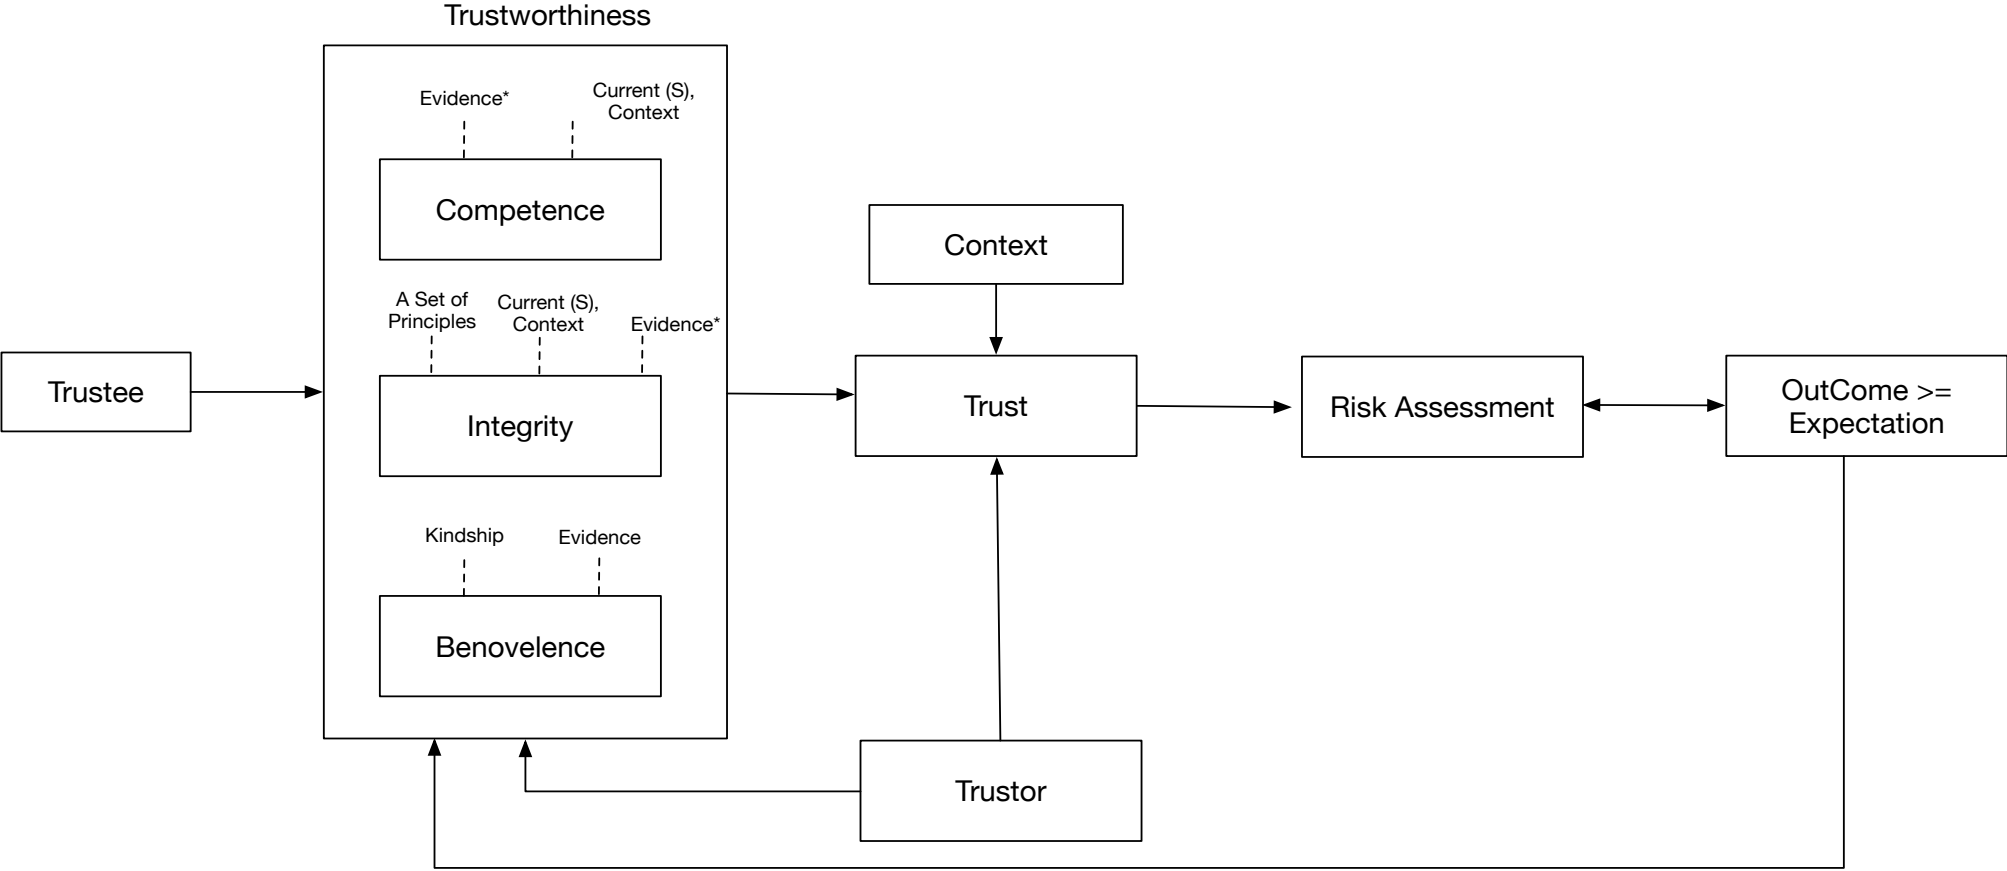 Trustworthiness
Evidence*
Current (S),
Context
Competence
A Set of
Principles
Current (S),
Context
Evidence*
Integrity
Kindship
Evidence
Benovelence
Trustee
Context
Trust
Trustor
Risk Assessment
OutCome >=
Expectation